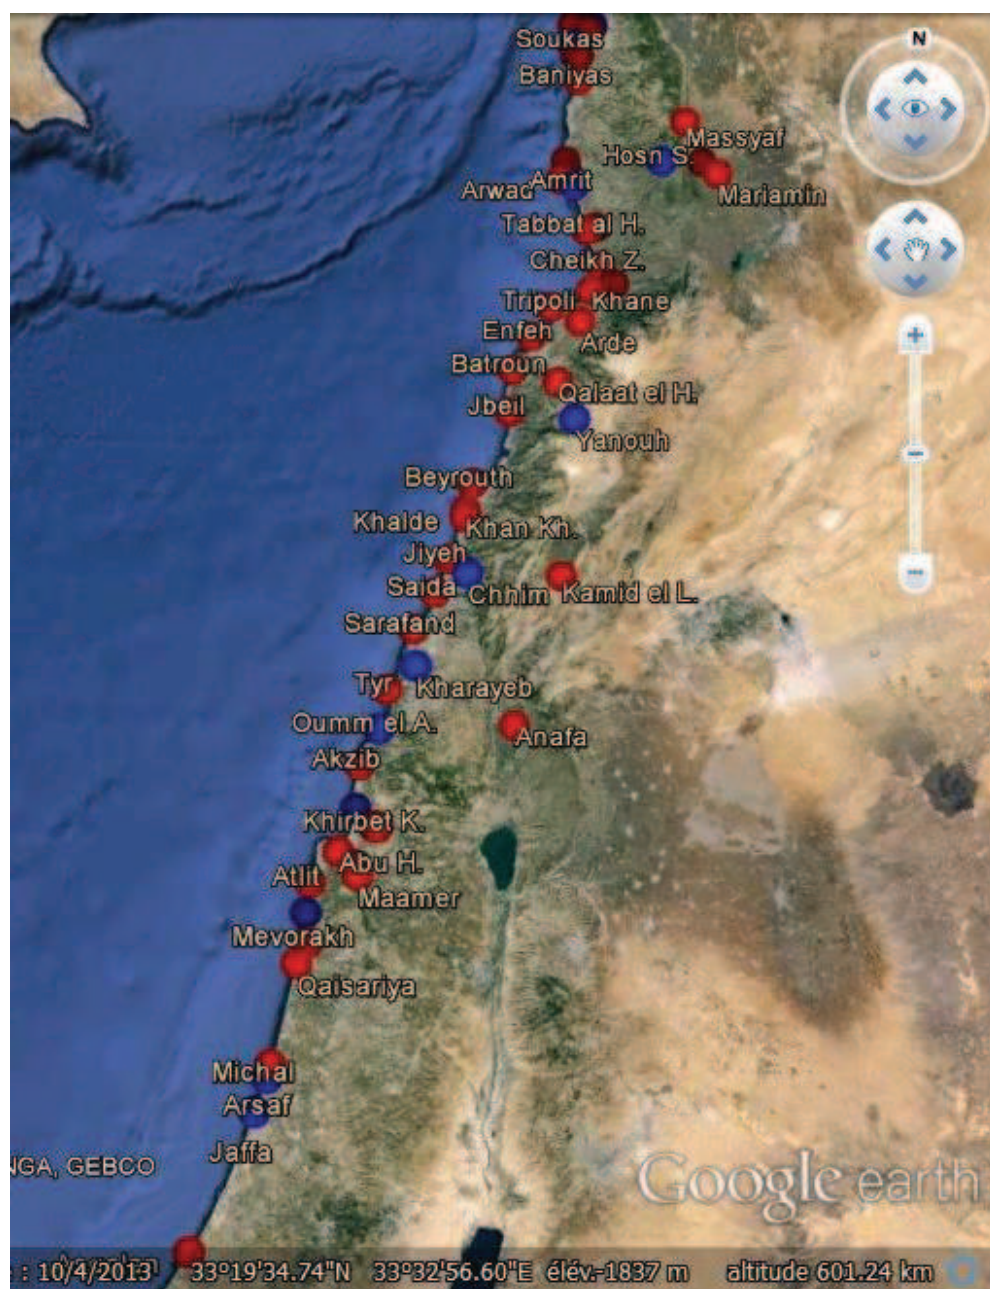 N
Soukas
Baniyas
Massyaf
Hosn S.
Amrit
Arwad
Mariamin
Tabbat al H.
Cheikh Z.
Tripoli Khane
Enfeh
Arde
Batroun
Qalaat el H.
Jbeil
Yanouh
Beyrouth
Khalde
Khan Kh.
Jiyeh
Saida
Chhim
Kamid el L.
Sarafand
Tyr
Kharayeb
Oumm el A.
Anafa
Akzib
Khirbet K.
Abu H.
Atlit
Maamer
Mevorakh
Qaisariya
Michal
Arsaf
Jaffa
NGA, GEBCO
Google earth
: 10/4/2013 33°19'34.74"N 33°32'56.60"E élév.-1837 m altitude 601.24 km